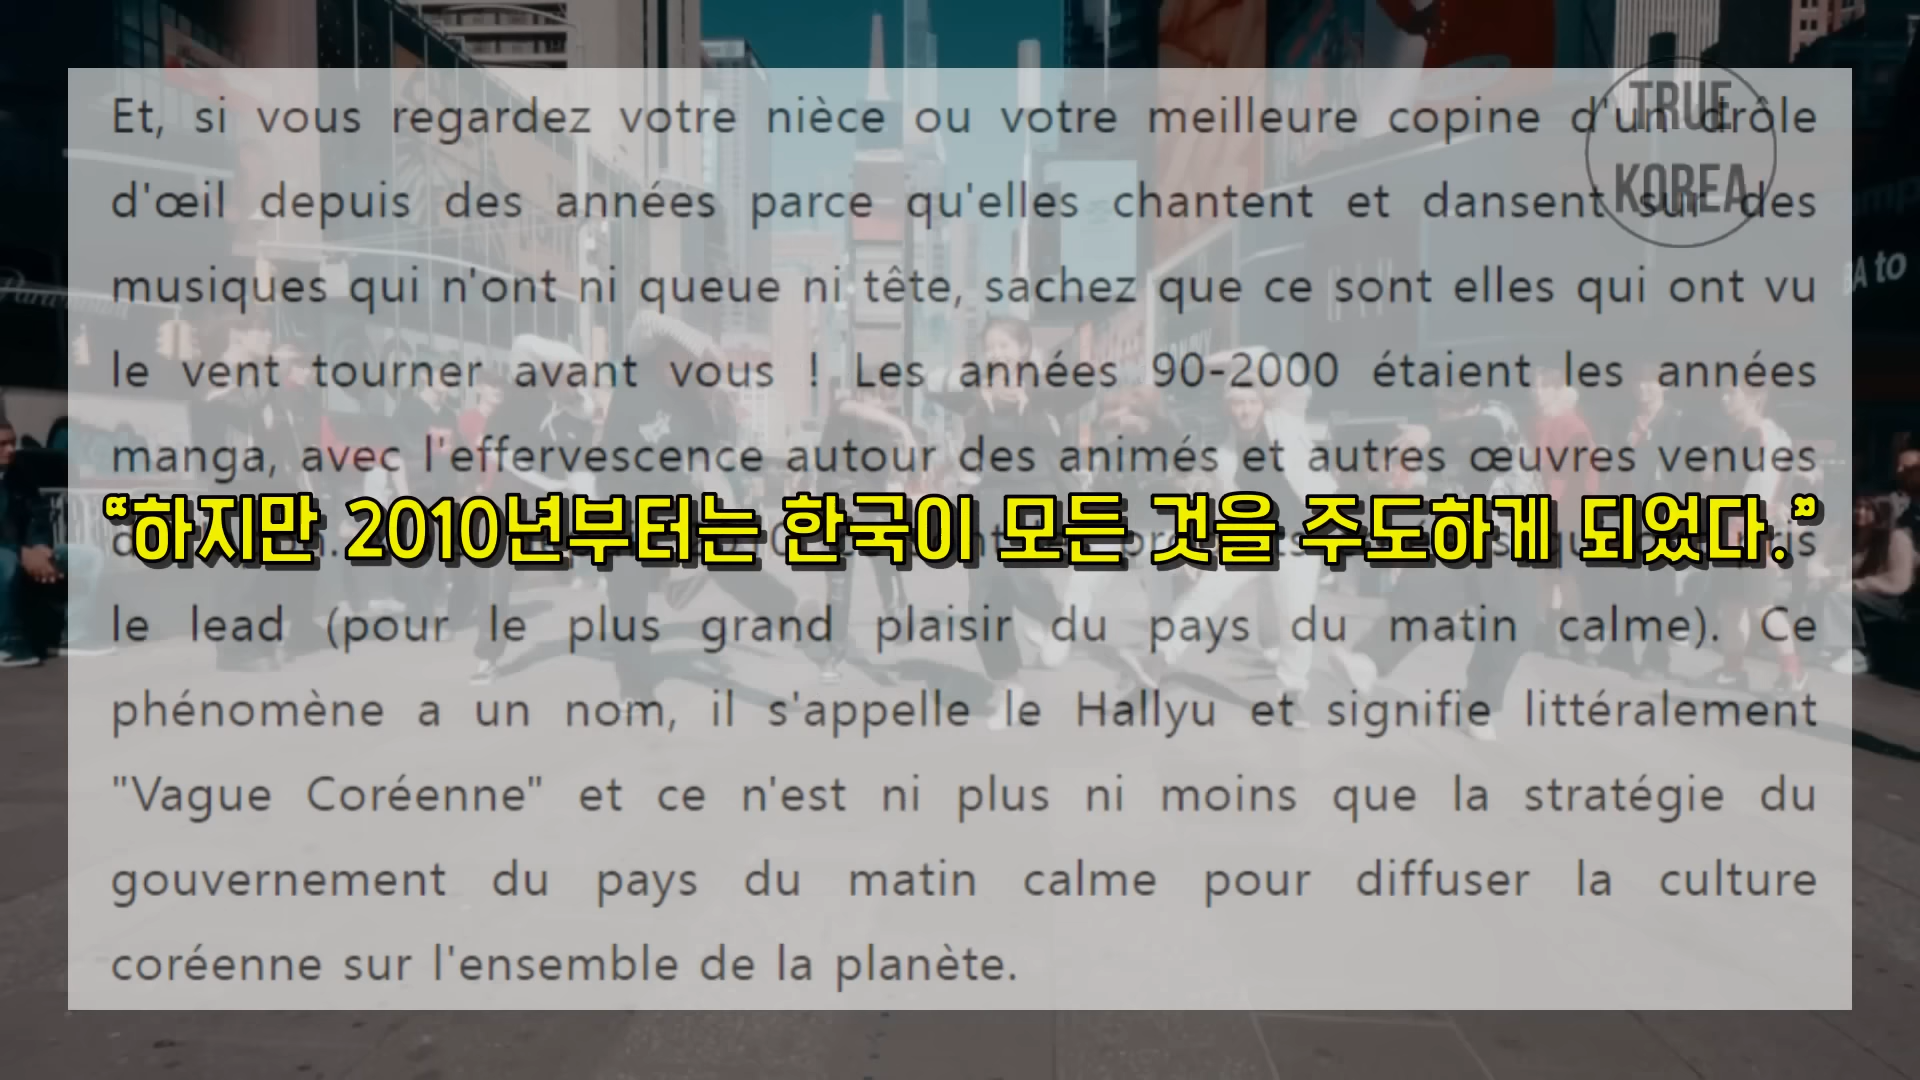 TRUE
KOREA
Et, si vous regardez votre nièce ou votre meilleure copine d'un drôle
d'œil depuis des années parce qu'elles chantent et dansent sur des
musiques qui n'ont ni queue ni tête, sachez que ce sont elles qui ont vu
le vent tourner avant vous ! Les années 90-2000 étaient les années
manga, avec l'effervescence autour des animés et autres œuvres venues
“하지만 2010년부터는 한국이 모든 것을 주도하게 되었다.”
le lead (pour le plus grand plaisir du pays du matin calme). Ce
phénomène a un nom, il s'appelle le Hallyu et signifie littéralement
"Vague Coréenne" et ce n'est ni plus ni moins que la stratégie du
gouvernement du pays du matin calme pour diffuser la culture
coréenne sur l'ensemble de la planète.